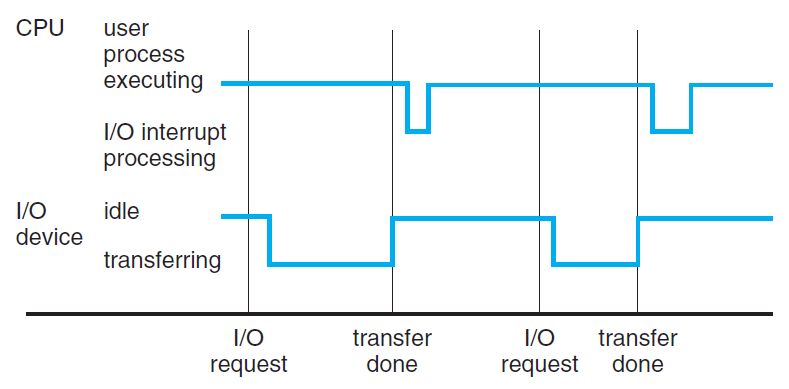 CPU
user
process
executing
I/O interrupt
processing
I/O
device
idle
transferring
I/O
request
transfer
done
I/O
request
transfer
done